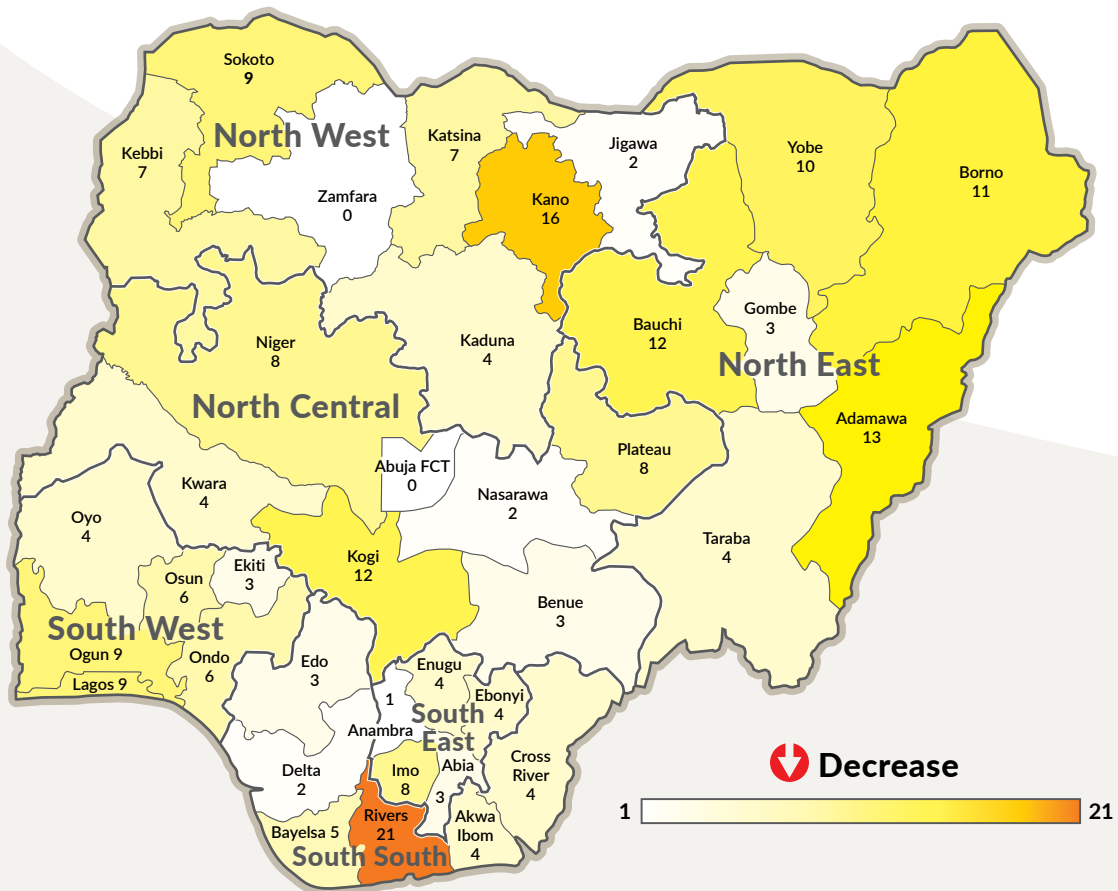 Sokoto
9
North West
Kebbi
7
Zamfara
0
Katsina
7
Kano
16
Jigawa
2
Yobe
10
Borno
11
Niger
8
Kaduna
4
Bauchi
12
Gombe
3
North East
North Central
Adamawa
13
Abuja FCT
0
Plateau
8
Nasarawa
2
Kwara
4
Oyo
4
Kogi
12
Taraba
4
Osun
6
Ekiti
3
Benue
3
South West
Ogun 9
Ondo
6
Lagos 9
Edo
3
Enugu
4
Ebonyi
4
1
Anambra
South
East
Delta
2
Imo
8
Abia
3
Cross
River
4
Bayelsa 5
Rivers
21
Akwa
Ibom
4
South South
Decrease
1
21